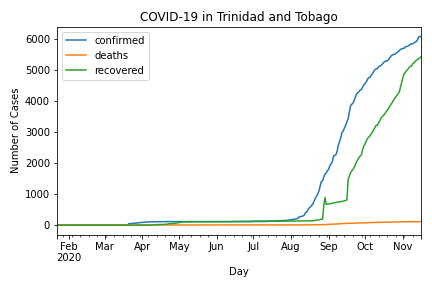 COVID-19 in Trinidad and Tobago
confirmed
deaths
recovered
Number of Cases
6000
5000
4000
3000
2000
1000
0
Feb Mar Apr May Jun Jul Aug Sep Oct Nov
2020
Day